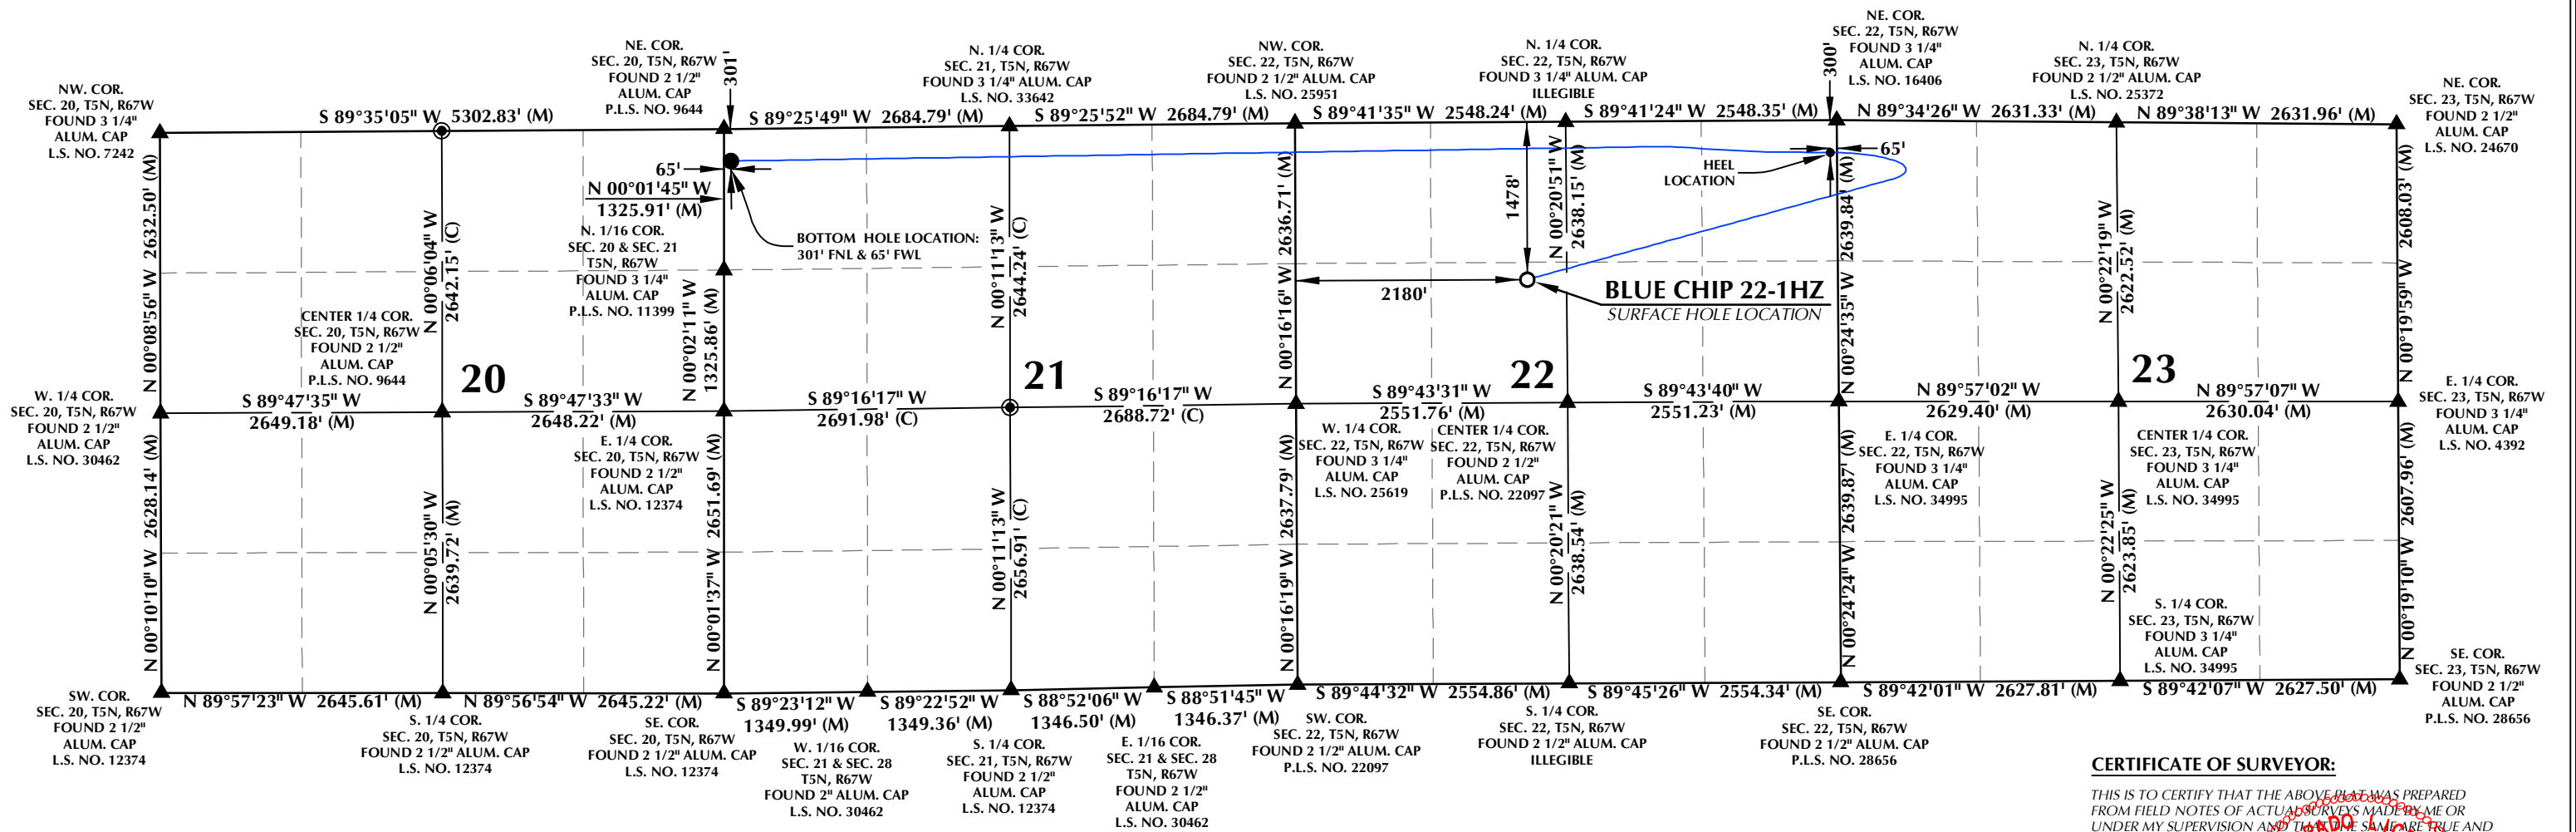 NW. COR.
SEC. 20, T5N, R67W
FOUND 3 1/4"
ALUM. CAP
L.S. NO. 7242
S 89°35'05" W 5302.83' (M)
NE. COR.
SEC. 20, T5N, R67W
FOUND 2 1/2"
ALUM. CAP
P.L.S. NO. 9644
301'
S 89°25'49" W 2684.79' (M)
N. 1/4 COR.
SEC. 21, T5N, R67W
FOUND 3 1/4" ALUM. CAP
L.S. NO. 33642
S 89°25'52" W 2684.79' (M)
NW. COR.
SEC. 22, T5N, R67W
FOUND 2 1/2" ALUM. CAP
L.S. NO. 25951
S 89°41'35" W 2548.24' (M)
N. 1/4 COR.
SEC. 22, T5N, R67W
FOUND 3 1/4" ALUM. CAP
ILLEGIBLE
S 89°41'24" W 2548.35' (M)
300'
NE. COR.
SEC. 22, T5N, R67W
FOUND 3 1/4"
ALUM. CAP
L.S. NO. 16406
N 89°34'26" W 2631.33' (M)
N. 1/4 COR.
SEC. 23, T5N, R67W
FOUND 2 1/2" ALUM. CAP
L.S. NO. 25372
N 89°38'13" W 2631.96' (M)
NE. COR.
SEC. 23, T5N, R67W
FOUND 2 1/2"
ALUM. CAP
L.S. NO. 24670
N 00°08'56" W 2632.50' (M)
N 00°06'04" W
2642.15' (C)
65'
N 00°01'45" W
1325.91' (M)
N. 1/16 COR.
SEC. 20 & SEC. 21
T5N, R67W
FOUND 3 1/4"
ALUM. CAP
P.L.S. NO. 11399
BOTTOM HOLE LOCATION:
301' FNL & 65' FWL
N 00°02'11" W
1325.86' (M)
N 00°11'13" W
2644.24' (C)
N 00°16'16" W 2636.71' (M)
1478'
N 00°20'51" W
2638.15' (M)
2180'
BLUE CHIP 22-1HZ
SURFACE HOLE LOCATION
HEEL
LOCATION
65'
N 00°24'35" W 2639.84' (M)
N 00°22'19" W
2622.52' (M)
N 00°19'59" W 2608.03' (M)
CENTER 1/4 COR.
SEC. 20, T5N, R67W
FOUND 2 1/2"
ALUM. CAP
P.L.S. NO. 9644
20
21
22
23
W. 1/4 COR.
SEC. 20, T5N, R67W
FOUND 2 1/2"
ALUM. CAP
L.S. NO. 30462
S 89°47'35" W
2649.18' (M)
S 89°47'33" W
2648.22' (M)
S 89°16'17" W
2691.98' (C)
S 89°16'17" W
2688.72' (C)
S 89°43'31" W
2551.76' (M)
S 89°43'40" W
2551.23' (M)
N 89°57'02" W
2629.40' (M)
N 89°57'07" W
2630.04' (M)
E. 1/4 COR.
SEC. 23, T5N, R67W
FOUND 3 1/4"
ALUM. CAP
L.S. NO. 4392
E. 1/4 COR.
SEC. 20, T5N, R67W
FOUND 2 1/2"
ALUM. CAP
L.S. NO. 12374
W. 1/4 COR.
SEC. 22, T5N, R67W
FOUND 3 1/4"
ALUM. CAP
L.S. NO. 25619
CENTER 1/4 COR.
SEC. 22, T5N, R67W
FOUND 2 1/2"
ALUM. CAP
P.L.S. NO. 22097
E. 1/4 COR.
SEC. 22, T5N, R67W
FOUND 3 1/4"
ALUM. CAP
L.S. NO. 34995
CENTER 1/4 COR.
SEC. 23, T5N, R67W
FOUND 3 1/4"
ALUM. CAP
L.S. NO. 34995
N 00°10'10" W 2628.14' (M)
N 00°05'30" W
2639.72' (M)
N 00°01'37" W 2651.69' (M)
N 00°11'13" W
2656.91' (C)
N 00°16'19" W 2637.79' (M)
N 00°20'21" W
2638.54' (M)
N 00°24'24" W 2639.87' (M)
N 00°22'25" W
2623.85' (M)
N 00°19'10" W 2607.96' (M)
S. 1/4 COR.
SEC. 23, T5N, R67W
FOUND 3 1/4"
ALUM. CAP
L.S. NO. 34995
SW. COR.
SEC. 20, T5N, R67W
FOUND 2 1/2"
ALUM. CAP
L.S. NO. 12374
N 89°57'23" W 2645.61' (M)
S. 1/4 COR.
SEC. 20, T5N, R67W
FOUND 2 1/2" ALUM. CAP
L.S. NO. 12374
N 89°56'54" W 2645.22' (M)
SE. COR.
SEC. 20, T5N, R67W
FOUND 2 1/2" ALUM. CAP
L.S. NO. 12374
S 89°23'12" W
1349.99' (M)
W. 1/16 COR.
SEC. 21 & SEC. 28
T5N, R67W
FOUND 2" ALUM. CAP
L.S. NO. 30462
S 89°22'52" W
1349.36' (M)
S. 1/4 COR.
SEC. 21, T5N, R67W
FOUND 2 1/2"
ALUM. CAP
L.S. NO. 12374
S 88°52'06" W
1346.50' (M)
E. 1/16 COR.
SEC. 21 & SEC. 28
T5N, R67W
FOUND 2 1/2"
ALUM. CAP
L.S. NO. 30462
S 88°51'45" W
1346.37' (M)
SW. COR.
SEC. 22, T5N, R67W
FOUND 2 1/2" ALUM. CAP
P.L.S. NO. 22097
S 89°44'32" W 2554.86' (M)
S. 1/4 COR.
SEC. 22, T5N, R67W
FOUND 2 1/2" ALUM. CAP
ILLEGIBLE
S 89°45'26" W 2554.34' (M)
SE. COR.
SEC. 22, T5N, R67W
FOUND 2 1/2" ALUM. CAP
P.L.S. NO. 28656
S 89°42'01" W 2627.81' (M)
S 89°42'07" W 2627.50' (M)
SE. COR.
SEC. 23, T5N, R67W
FOUND 2 1/2"
ALUM. CAP
P.L.S. NO. 28656
CERTIFICATE OF SURVEYOR:
THIS IS TO CERTIFY THAT THE ABOVE PLAT WAS PREPARED
FROM FIELD NOTES OF ACTUAL SURVEYS MADE BY ME OR
UNDER MY SUPERVISION AND THAT THE SAME ARE TRUE AND